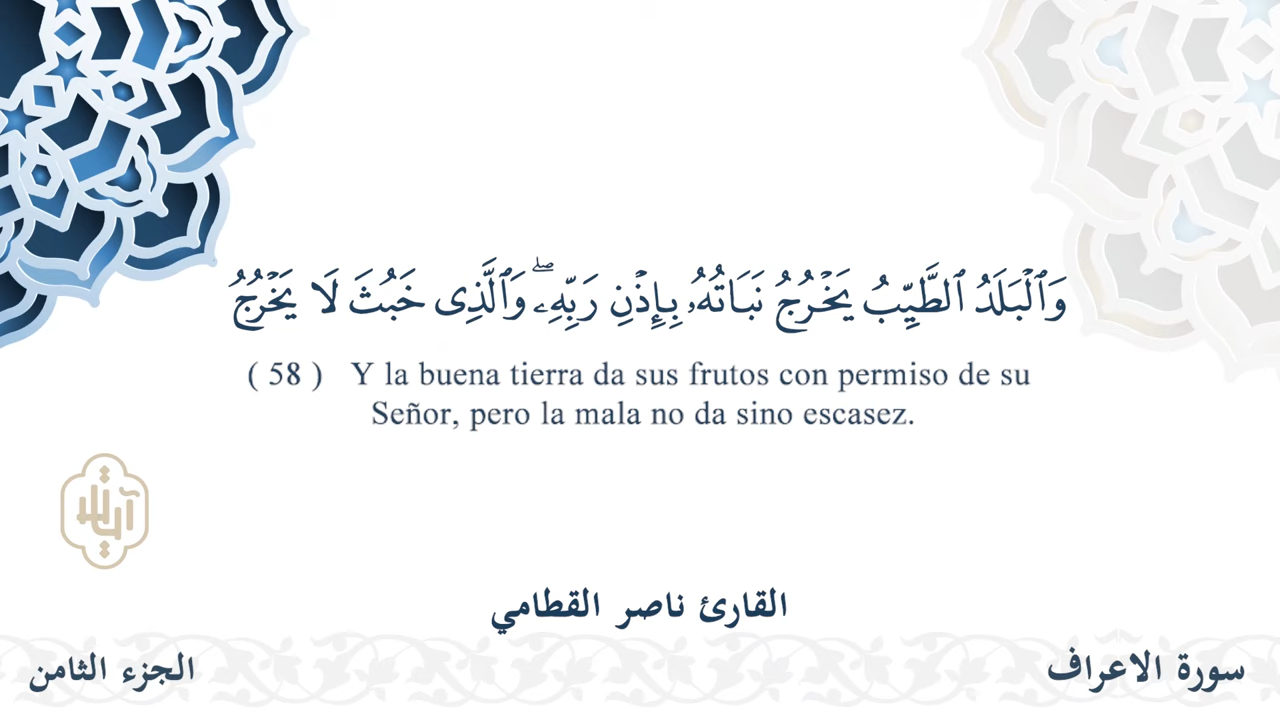 وَٱلْبَلَدُ ٱلطَّيِّبُ يَخْرُجُ نَبَاتُهُۥ بِإِذْنِ رَبِّهِۦ ۖ وَٱلَّذِى خَبُثَ لَا يَخْرُجُ
( 58 ) Y la buena tierra da sus frutos con permiso de su
Señor, pero la mala no da sino escasez.
القارئ ناصر القطامي
سورة الاعراف
الجزء الثامن